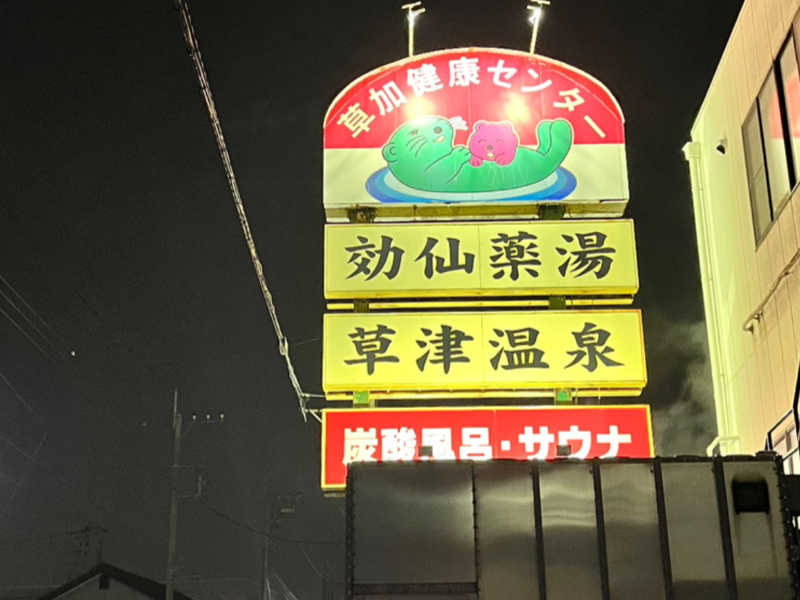 草加健康センター
効仙薬湯
草津温泉
炭酸風呂・サウナ